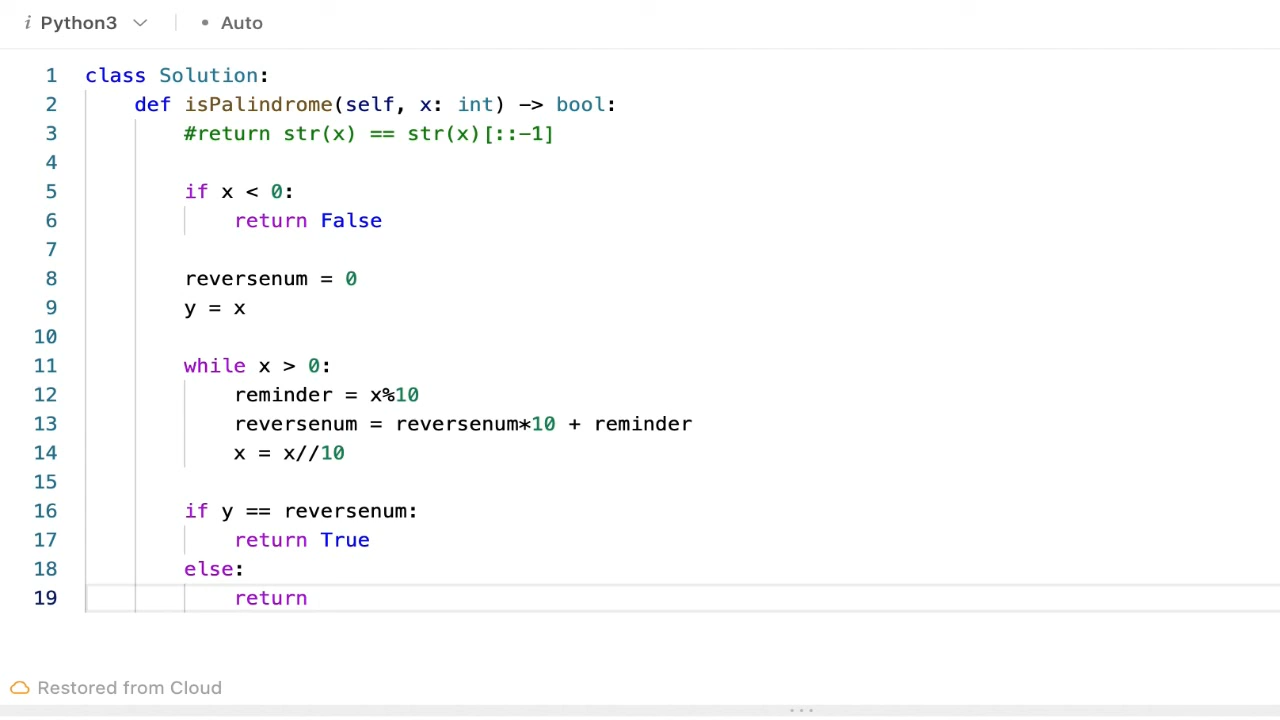 i Python3 • Auto
1 class Solution:
2 def isPalindrome(self, x: int) -> bool:
3 #return str(x) == str(x)[::-1]
4
5 if x < 0:
6 return False
7
8 reversenum = 0
9 y = x
10
11 while x > 0:
12 reminder = x%10
13 reversenum = reversenum*10 + reminder
14 x = x//10
15
16 if y == reversenum:
17 return True
18 else:
19 return
Restored from Cloud